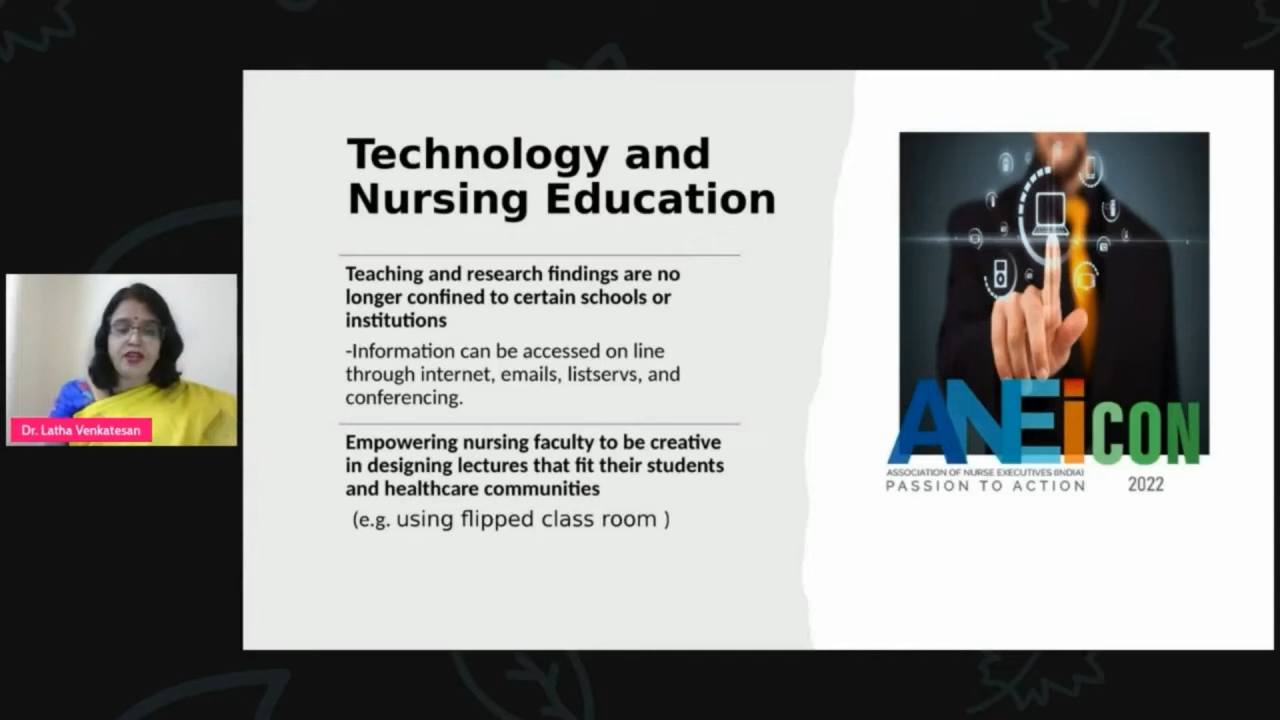 Technology and
Nursing Education
Teaching and research findings are no
longer confined to certain schools or
institutions
-Information can be accessed on line
through internet, emails, listservs, and
conferencing.
Empowering nursing faculty to be creative
in designing lectures that fit their students
and healthcare communities
(e.g. using flipped class room )
ANEiCON
ASSOCIATION OF NURSE EXECUTIVES (INDIA)
PASSION TO ACTION 2022
Dr. Latha Venkatesan